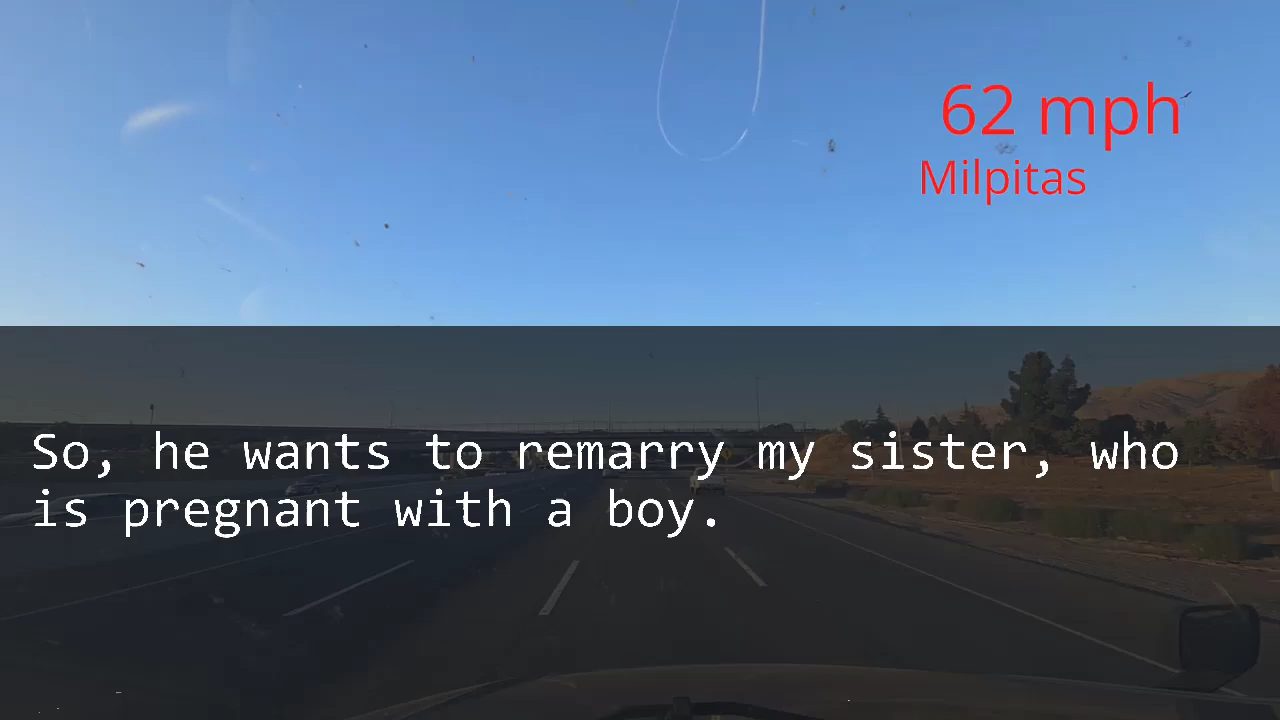 62 mph
Milpitas
So, he wants to remarry my sister, who
is pregnant with a boy.